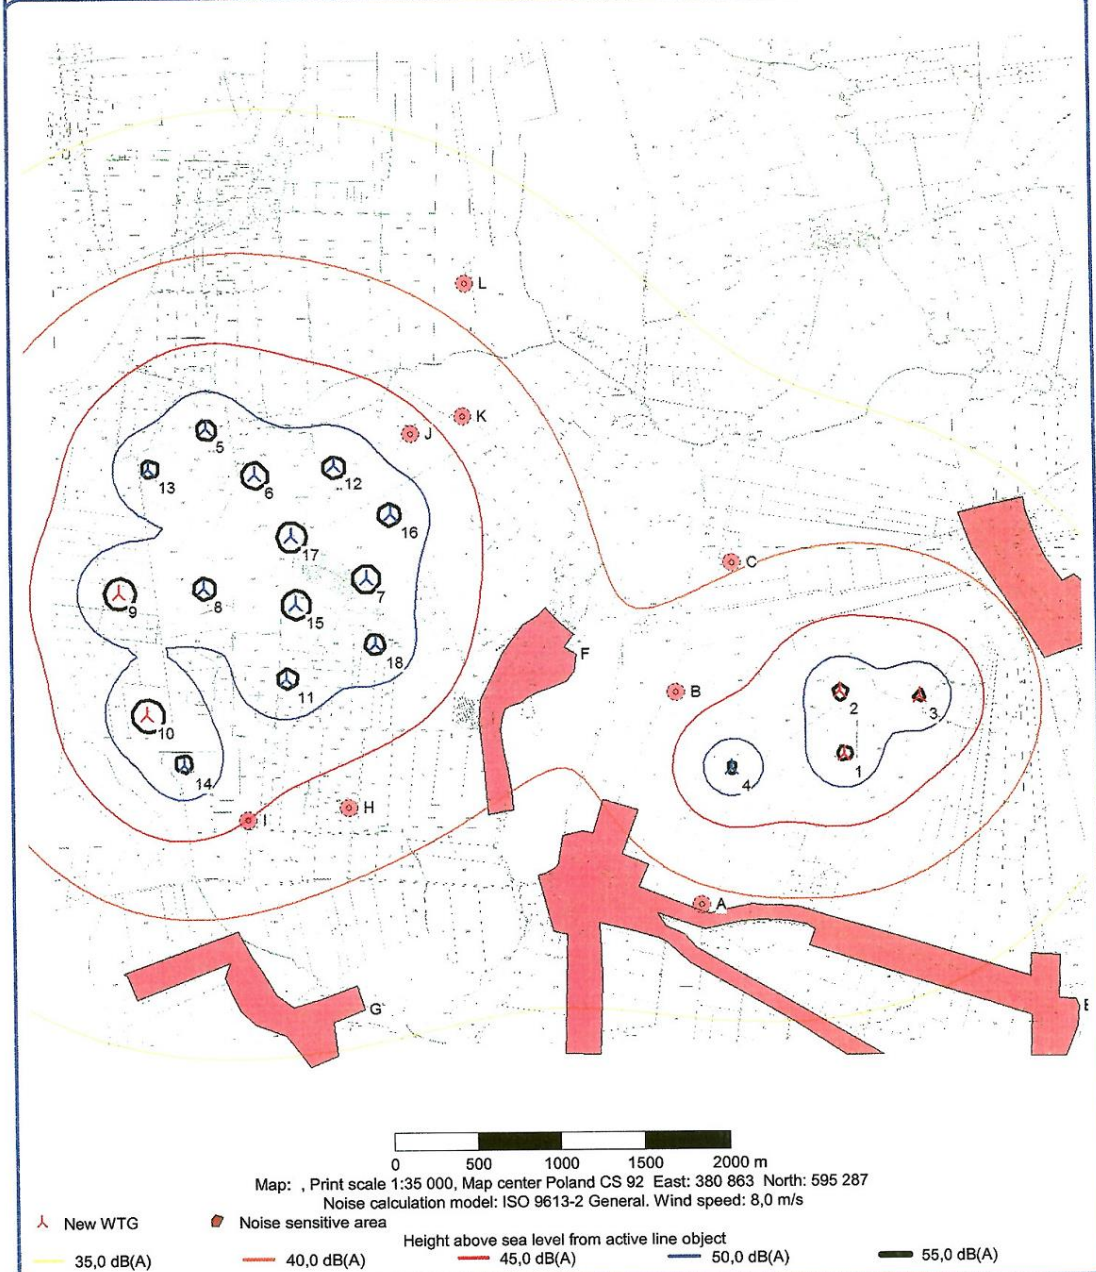 L
K
J
5
12
13
6
16
17
C
7
9
8
15
F
18
B
11
2
3
10
14
4
1
H
I
A
G
E
0 500 1000 1500 2000 m
Map: , Print scale 1:35 000, Map center Poland CS 92 East: 380 863 North: 595 287
Noise calculation model: ISO 9613-2 General. Wind speed: 8,0 m/s
New WTG Noise sensitive area
Height above sea level from active line object
35,0 dB(A) 40,0 dB(A) 45,0 dB(A) 50,0 dB(A) 55,0 dB(A)